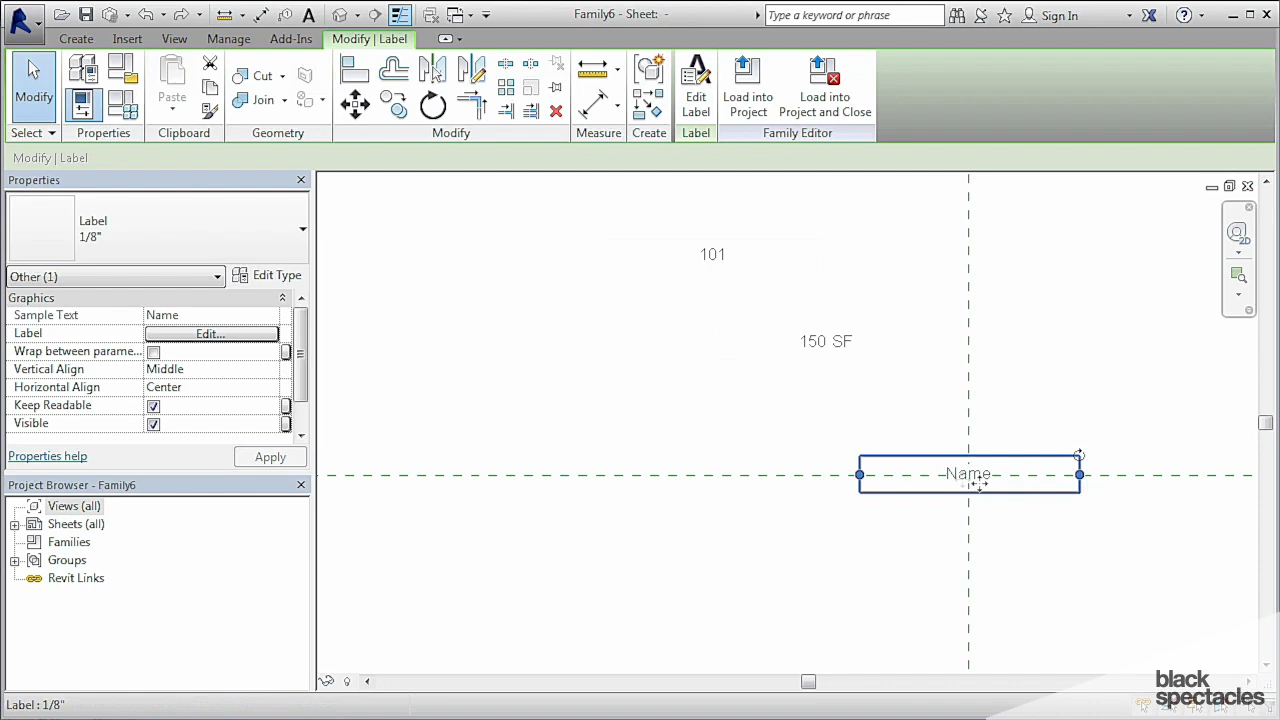 Family6 - Sheet: -
Type a keyword or phrase
Sign In
Create
Insert
View
Manage
Add-Ins
Modify | Label
Modify
Select
Properties
Paste
Clipboard
Cut
Join
Geometry
Modify
Measure
Create
Edit
Label
Label
Load into
Project
Load into
Project and Close
Family Editor
Modify | Label
Properties
Label
1/8"
Other (1)
Edit Type
Graphics
Sample Text Name
Label Edit...
Wrap between parame...
Vertical Align Middle
Horizontal Align Center
Keep Readable
Visible
Properties help
Apply
Project Browser - Family6
Views (all)
Sheets (all)
Families
Groups
Revit Links
101
150 SF
Name
2D
Label : 1/8"
black
spectacles